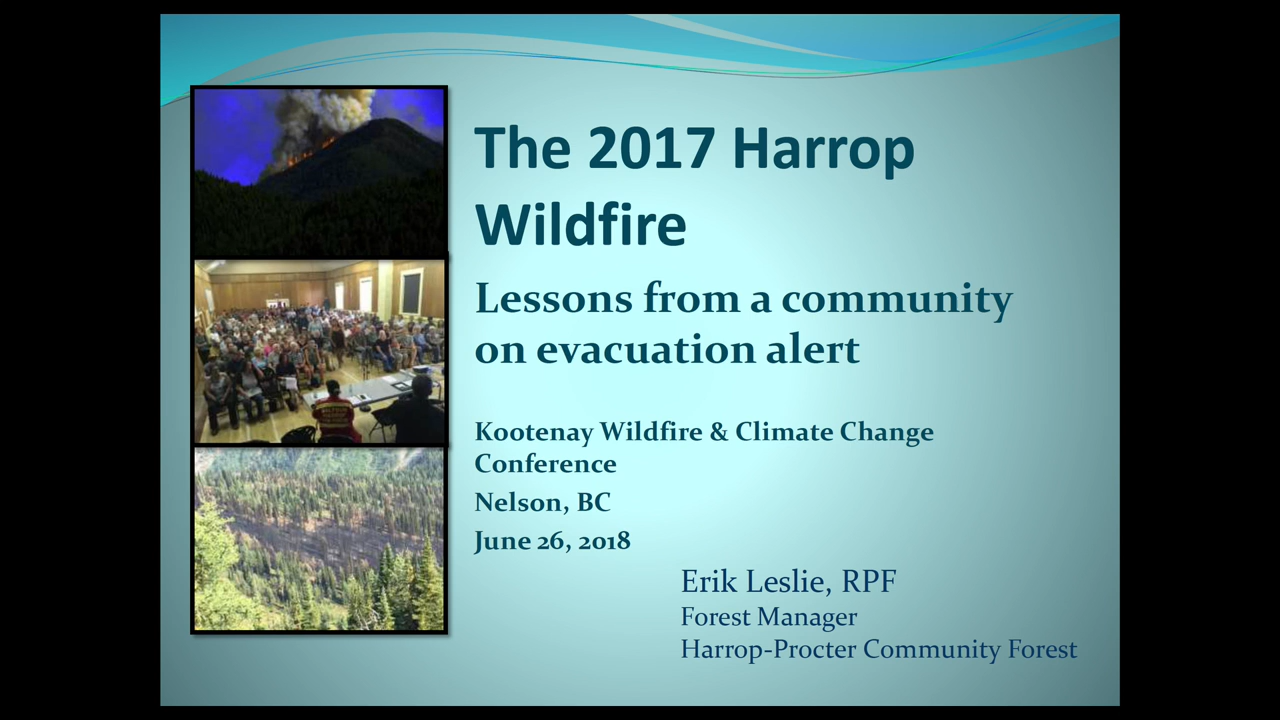 The 2017 Harrop
Wildfire
Lessons from a community
on evacuation alert
Kootenay Wildfire & Climate Change
Conference
Nelson, BC
June 26, 2018
Erik Leslie, RPF
Forest Manager
Harrop-Procter Community Forest